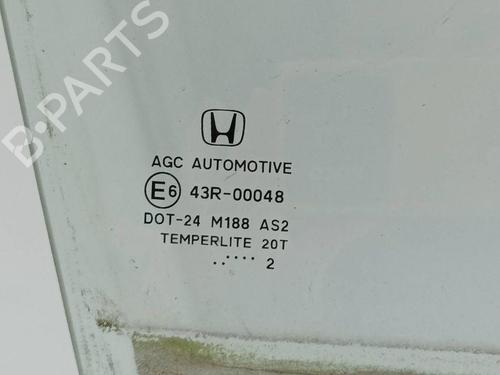 B-PARTS
AGC AUTOMOTIVE
E6 43R-00048
DOT-24 M188 AS2
TEMPERLITE 20T
.. .... 2